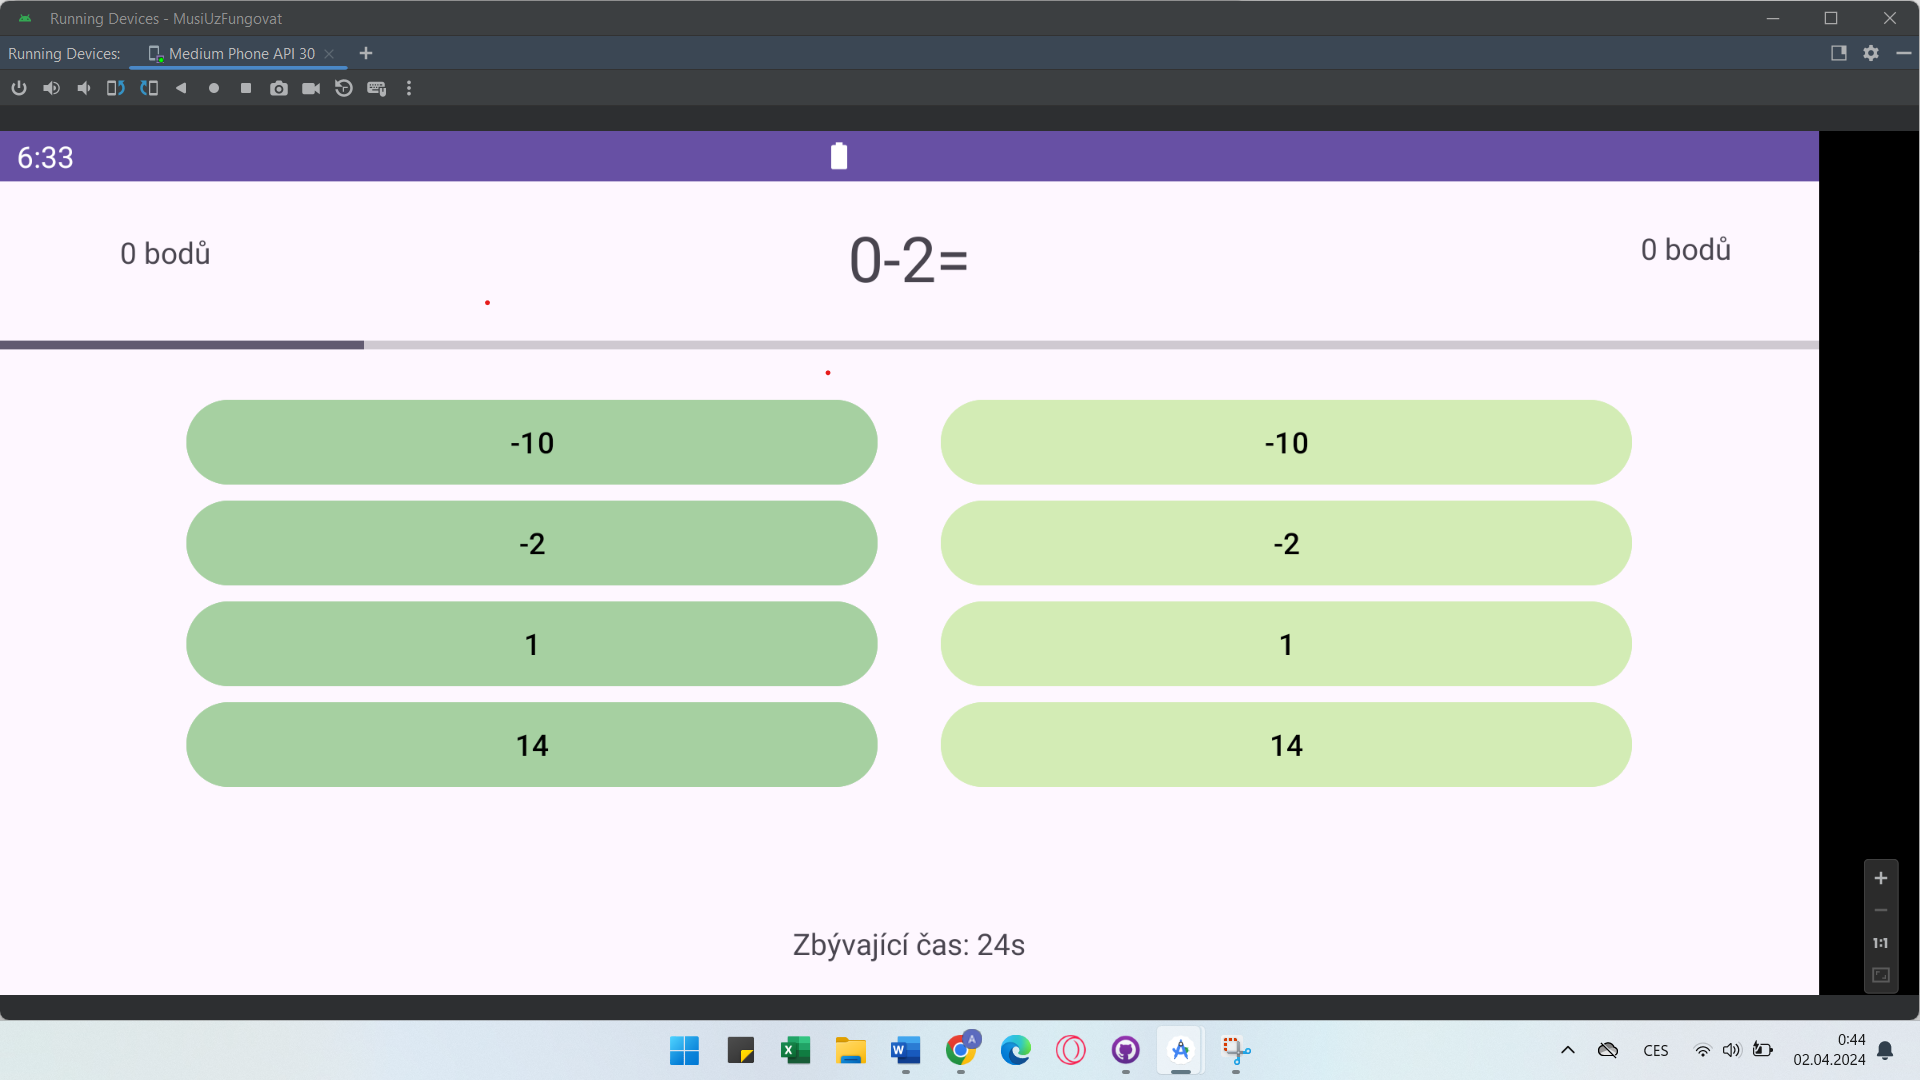 Running Devices - MusiUzFungovat
Running Devices: Medium Phone API 30
6:33
0 bodů 0-2= 0 bodů
-10 -10
-2 -2
1 1
14 14
Zbývající čas: 24s
1:1
CES 0:44
02.04.2024